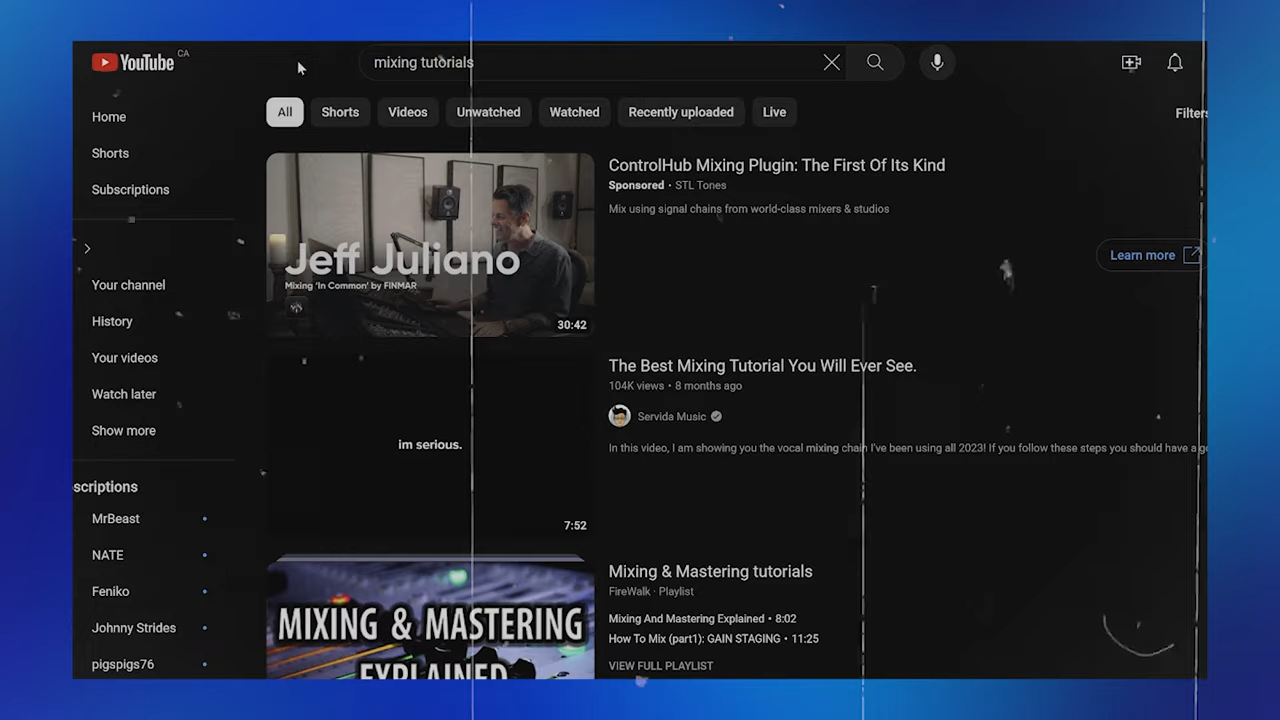 YouTube CA
mixing tutorials
Home
Shorts
Subscriptions
Your channel
History
Your videos
Watch later
Show more
scriptions
MrBeast
NATE
Feniko
Johnny Strides
pigspigs76
All
Shorts
Videos
Unwatched
Watched
Recently uploaded
Live
Filters
Jeff Juliano
Mixing 'In Common' by FINMAR
30:42
ControlHub Mixing Plugin: The First Of Its Kind
Sponsored • STL Tones
Mix using signal chains from world-class mixers & studios
Learn more
im serious.
7:52
The Best Mixing Tutorial You Will Ever See.
104K views • 8 months ago
Servida Music
In this video, I am showing you the vocal mixing chain I've been using all 2023! If you follow these steps you should have a go
MIXING & MASTERING
EXPLAINED
Mixing & Mastering tutorials
FireWalk · Playlist
Mixing And Mastering Explained • 8:02
How To Mix (part1): GAIN STAGING • 11:25
VIEW FULL PLAYLIST